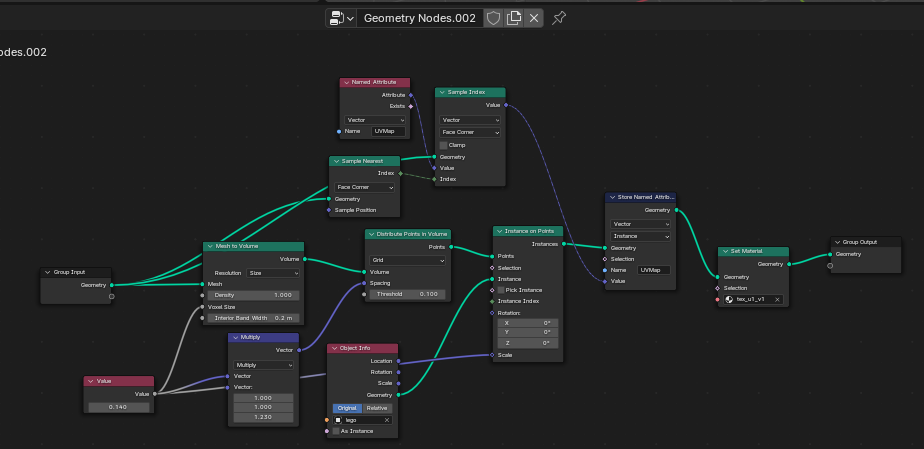 Geometry Nodes.002
odes.002
Named Attribute
Attribute
Exists
Vector
Name
UVMap
Sample Index
Value
Vector
Face Corner
Clamp
Geometry
Value
Index
Sample Nearest
Index
Face Corner
Geometry
Sample Position
Group Input
Geometry
Mesh to Volume
Volume
Resolution
Size
Mesh
Density
1.000
Voxel Size
Interior Band Width
0.2 m
Distribute Points in Volume
Points
Grid
Volume
Spacing
Threshold
0.100
Instance on Points
Instances
Points
Selection
Instance
Pick Instance
Instance Index
Rotation:
X
0°
Y
0°
Z
0°
Scale
Store Named Attrib...
Geometry
Vector
Instance
Geometry
Selection
Name
UVMap
Value
Set Material
Geometry
Geometry
Selection
tex_u1_v1
Group Output
Geometry
Value
Value
0.140
Multiply
Vector
Multiply
Vector
Vector:
1.000
1.000
1.230
Object Info
Location
Rotation
Scale
Geometry
Original
Relative
lego
As Instance